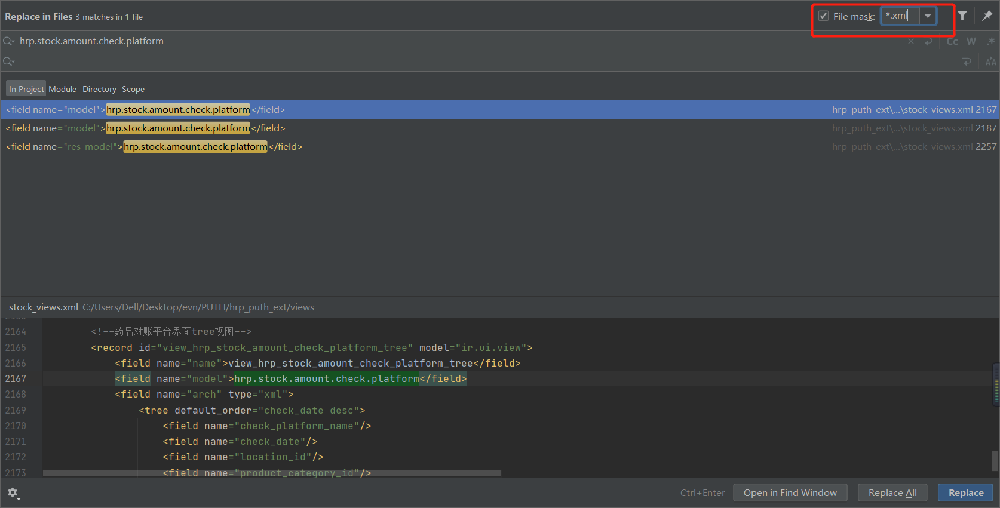 Replace in Files 3 matches in 1 file
File mask: *.xml
hrp.stock.amount.check.platform
Cc W .*
In Project Module Directory Scope
<field name="model">hrp.stock.amount.check.platform</field> hrp_puth_ext\...\stock_views.xml 2167
<field name="model">hrp.stock.amount.check.platform</field> hrp_puth_ext\...\stock_views.xml 2187
<field name="res_model">hrp.stock.amount.check.platform</field> hrp_puth_ext\...\stock_views.xml 2257
stock_views.xml C:/Users/Dell/Desktop/evn/PUTH/hrp_puth_ext/views
2164 <!--药品对账平台界面tree视图-->
2165 <record id="view_hrp_stock_amount_check_platform_tree" model="ir.ui.view">
2166 <field name="name">view_hrp_stock_amount_check_platform_tree</field>
2167 <field name="model">hrp.stock.amount.check.platform</field>
2168 <field name="arch" type="xml">
2169 <tree default_order="check_date desc">
2170 <field name="check_platform_name"/>
2171 <field name="check_date"/>
2172 <field name="location_id"/>
2173 <field name="product_category_id"/>
Ctrl+Enter Open in Find Window Replace All Replace